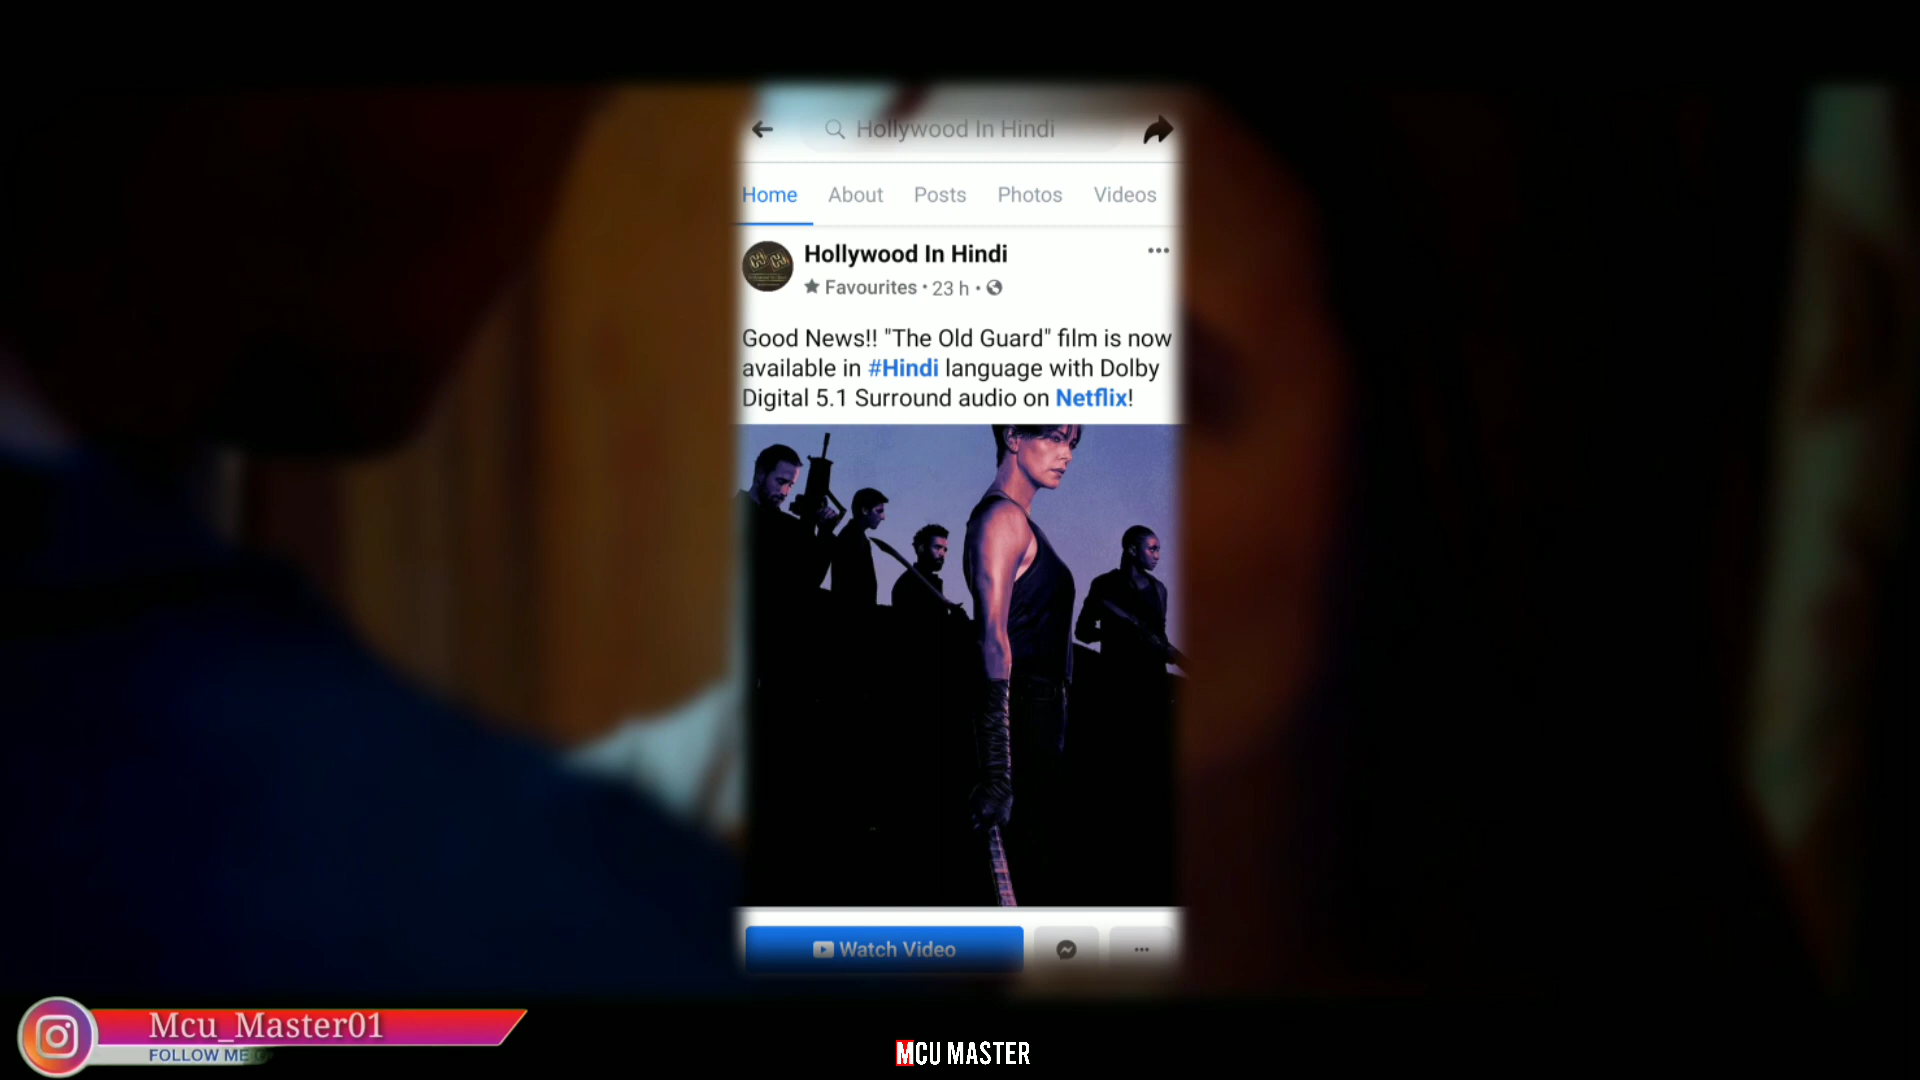 Hollywood In Hindi
Home About Posts Photos Videos
Hollywood In Hindi
Favourites • 23 h •
Good News!! "The Old Guard" film is now
available in #Hindi language with Dolby
Digital 5.1 Surround audio on Netflix!
Watch Video
Mcu_Master01
FOLLOW ME
MCU MASTER